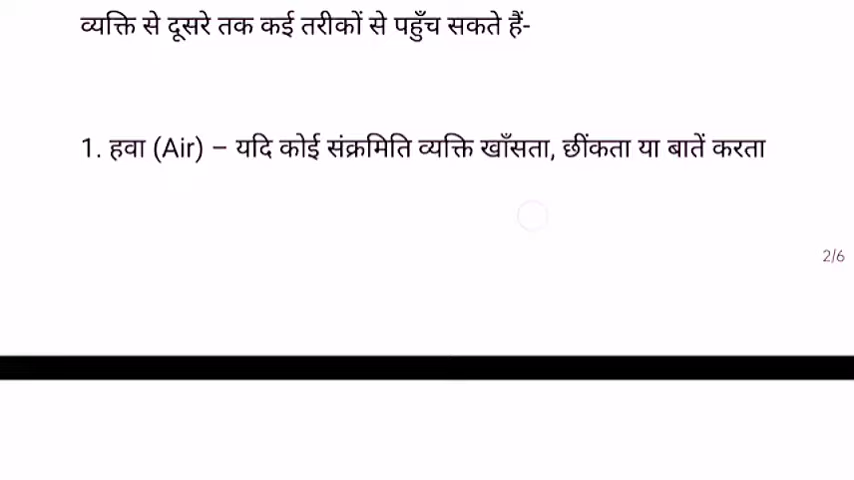 व्यक्ति से दूसरे तक कई तरीकों से पहुँच सकते हैं-
1. हवा (Air) – यदि कोई संक्रमिति व्यक्ति खाँसता, छींकता या बातें करता
2/6